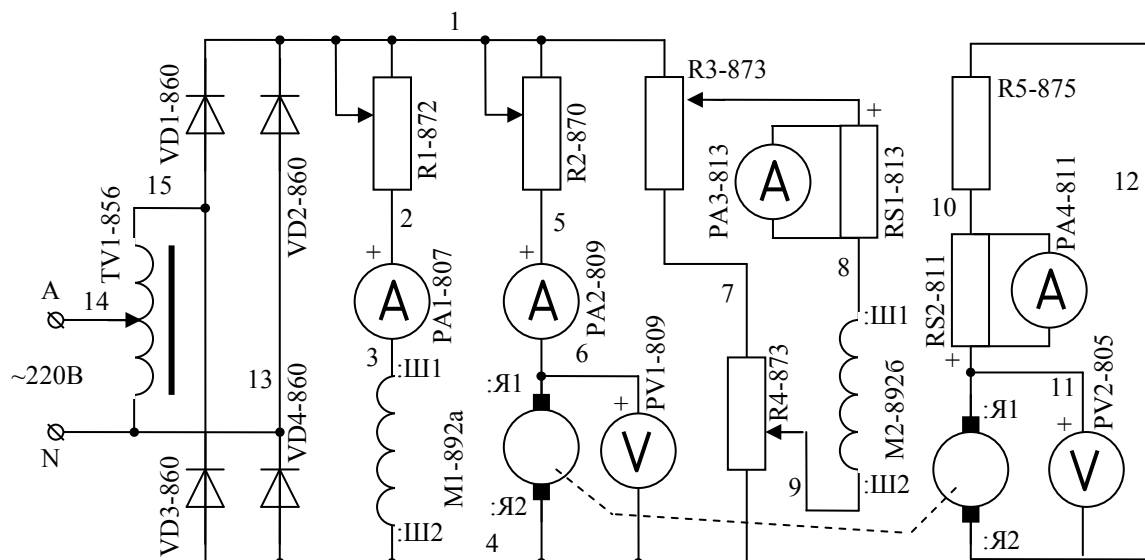 1
VD1-860
VD2-860
R1-872
R2-870
R3-873
R5-875
+
PA3-813
A
RS1-813
12
15
TV1-856
2
5
10
PA4-811
+
A
PA1-807
+
A
PA2-809
7
8
RS2-811
A
+
A
14
3
6
:Ш1
~220В
13
:Ш1
PV1-809
+
V
R4-873
М2-892б
11
PV2-805
+
V
N
VD4-860
М1-892а
:Я1
:Я1
VD3-860
:Я2
9
:Ш2
:Ш2
4
:Я2